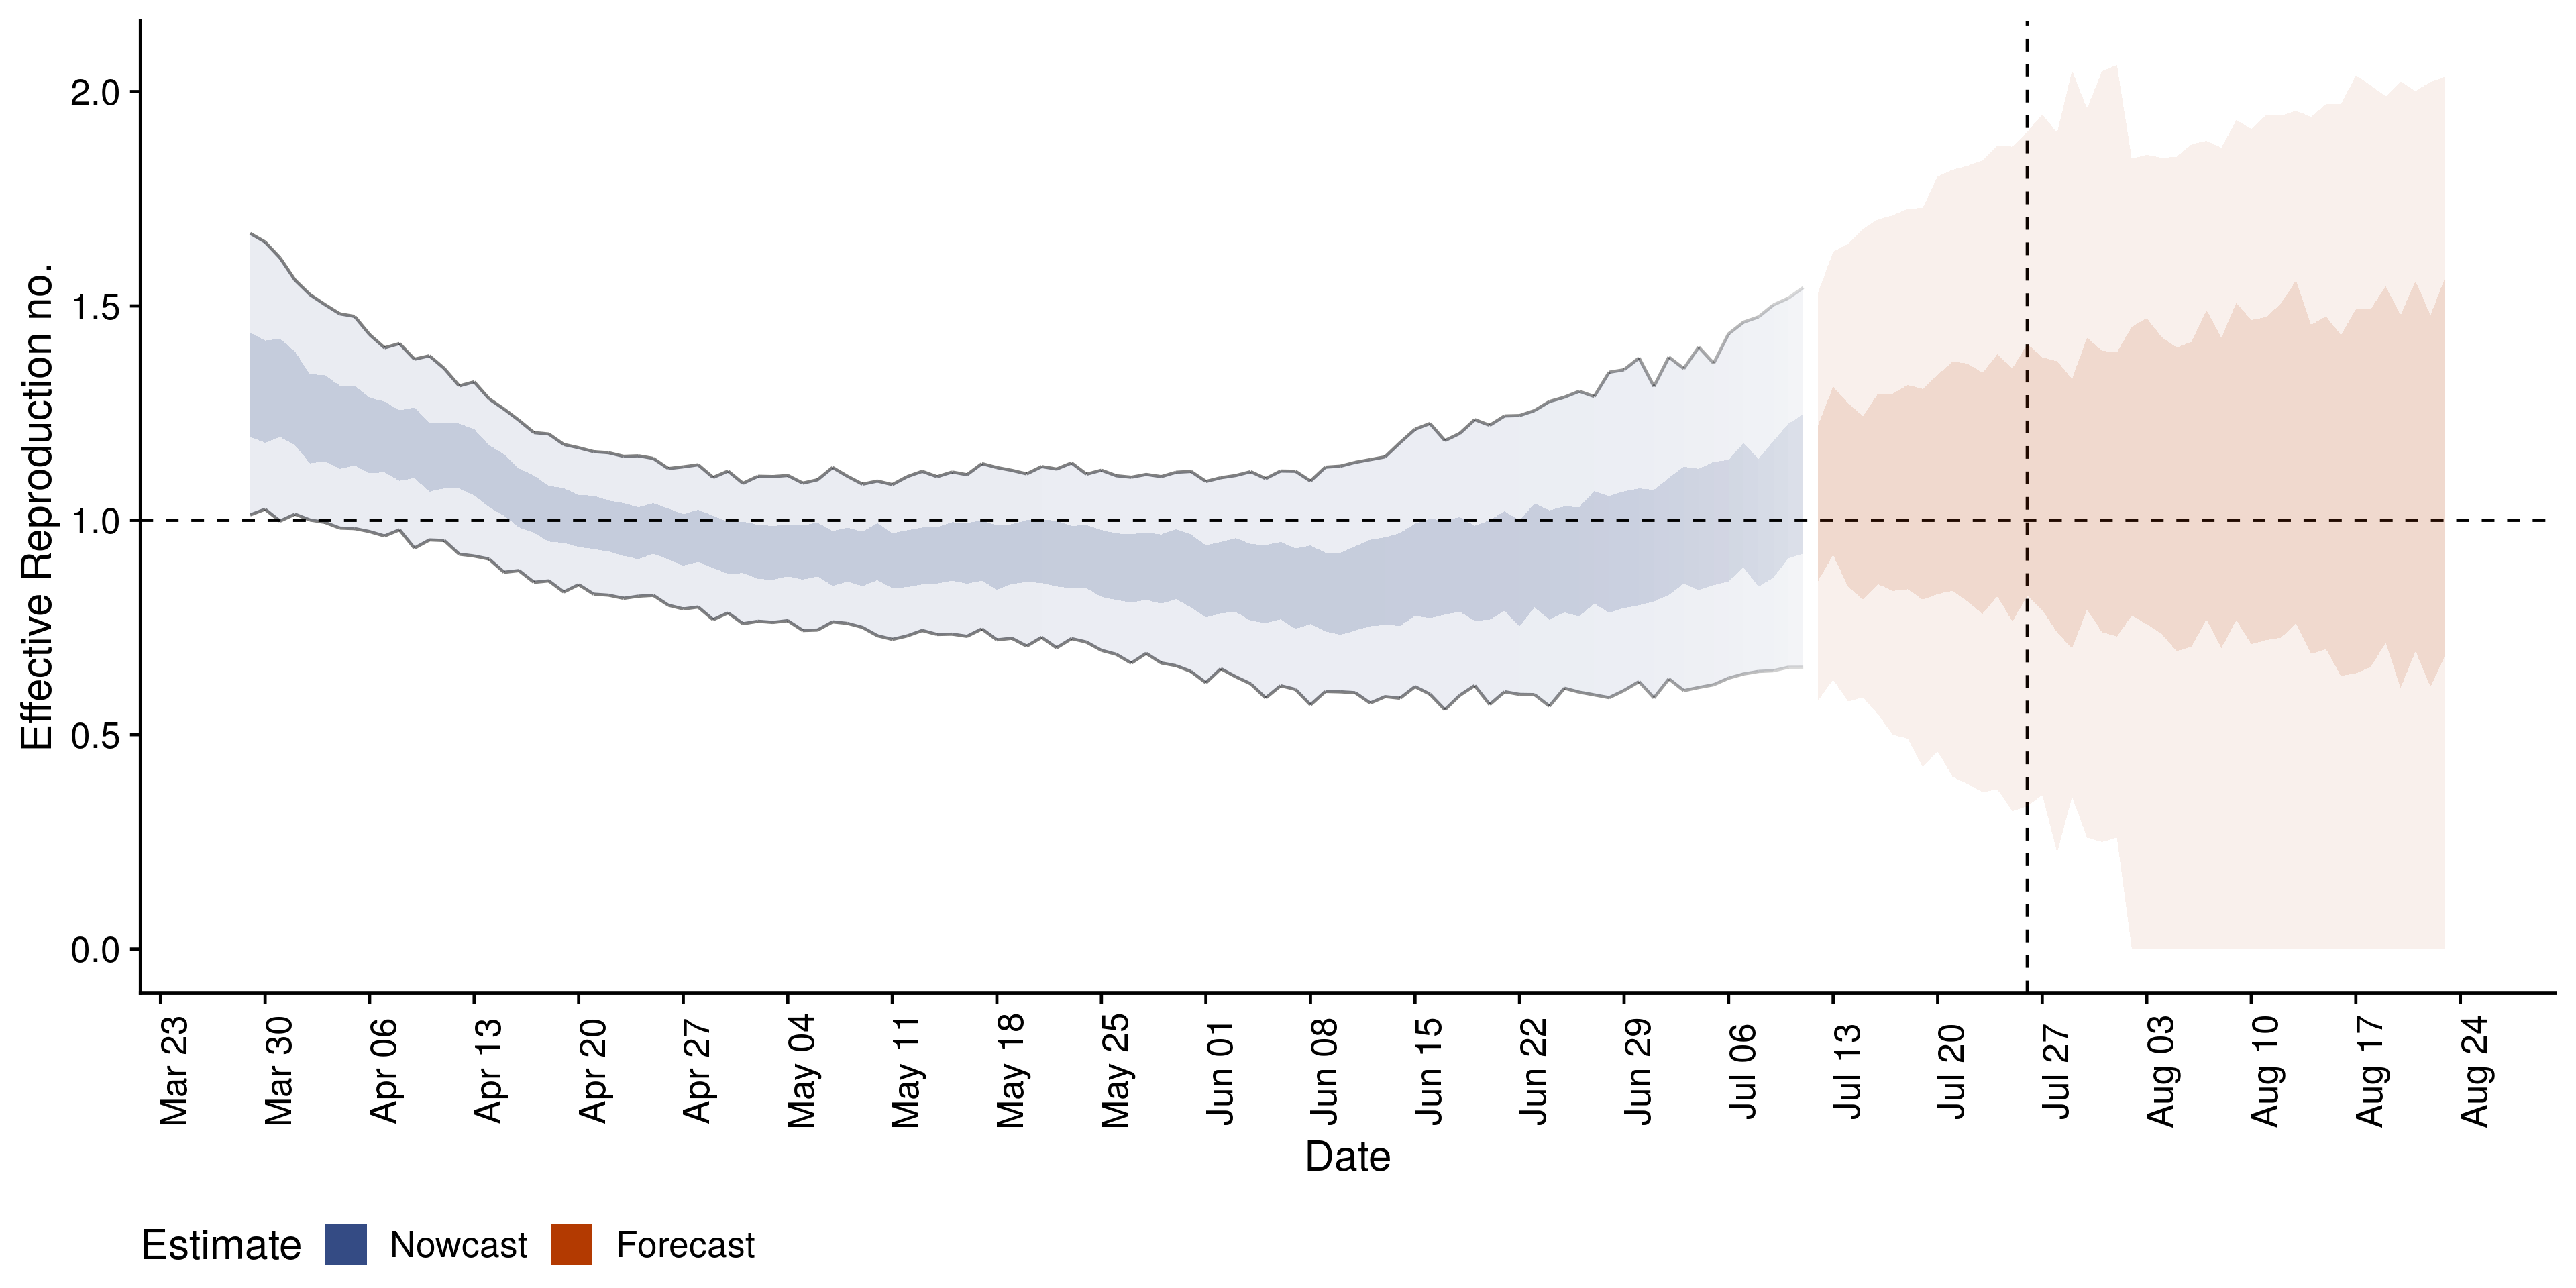 Effective Reproduction no.
2.0
1.5
1.0
0.5
0.0
Mar 23
Mar 30
Apr 06
Apr 13
Apr 20
Apr 27
May 04
May 11
May 18
May 25
Jun 01
Jun 08
Jun 15
Jun 22
Jun 29
Jul 06
Jul 13
Jul 20
Jul 27
Aug 03
Aug 10
Aug 17
Aug 24
Date
Estimate Nowcast Forecast